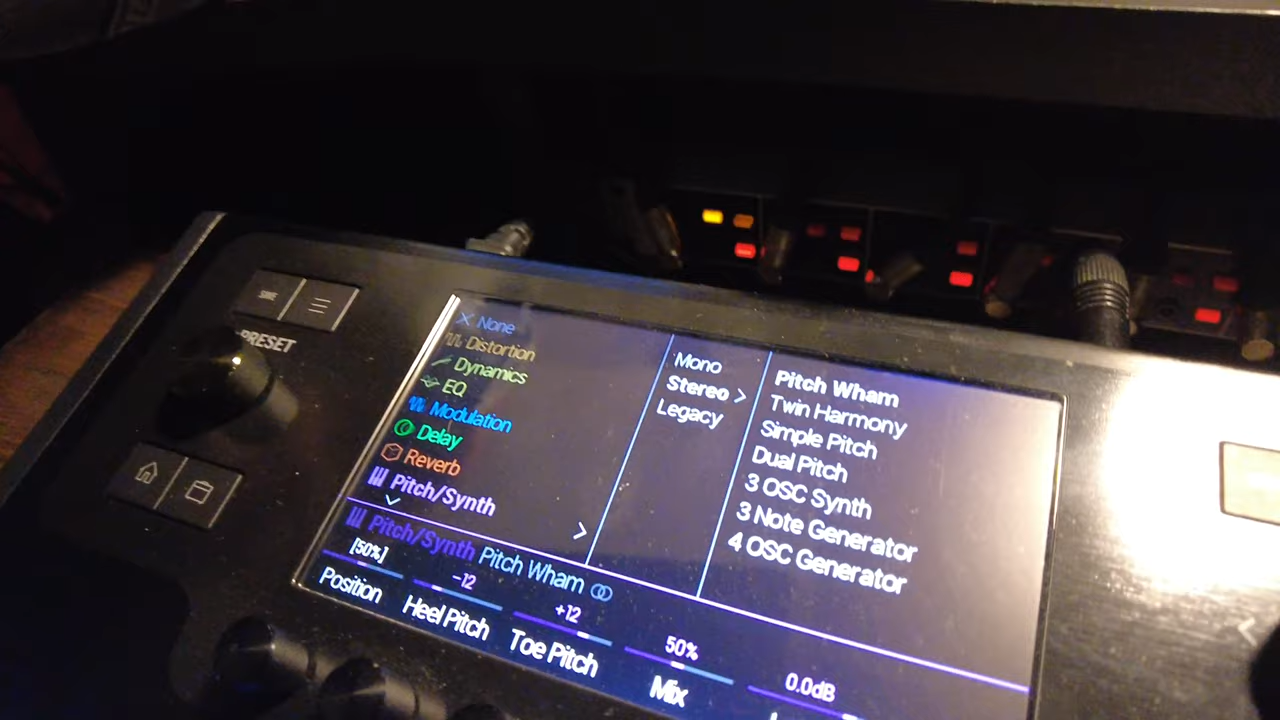 SAVE
PRESET
None
Distortion
Dynamics
EQ
Modulation
Delay
Reverb
Pitch/Synth
Mono
Stereo >
Legacy
Pitch Wham
Twin Harmony
Simple Pitch
Dual Pitch
3 OSC Synth
3 Note Generator
4 OSC Generator
Pitch/Synth Pitch Wham
[50%] -12 +12 50% 0.0dB
Position Heel Pitch Toe Pitch Mix